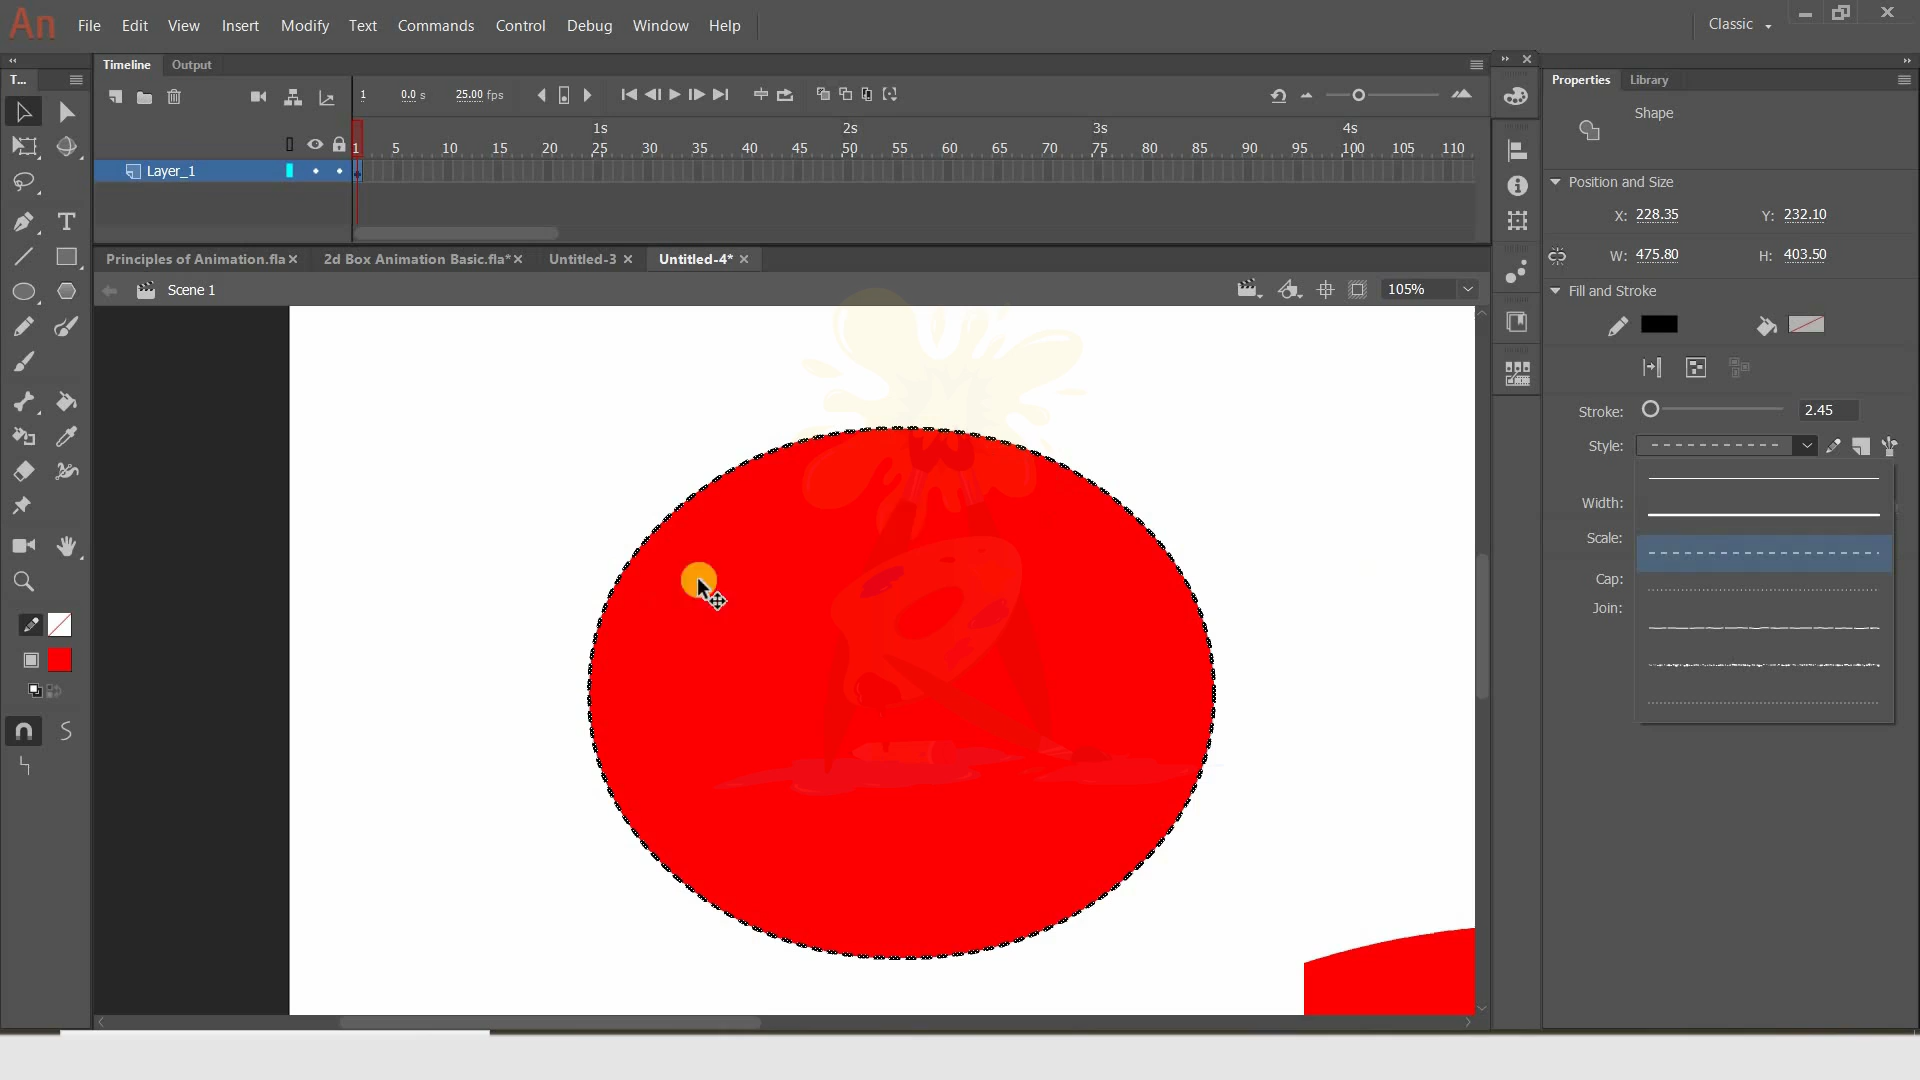 An File Edit View Insert Modify Text Commands Control Debug Window Help Classic
Timeline Output
T... Properties Library
1 0.0 s 25.00 fps
Shape
1s 2s 3s 4s
1 5 10 15 20 25 30 35 40 45 50 55 60 65 70 75 80 85 90 95 100 105 110
Layer_1
Position and Size
X: 228.35 Y: 232.10
W: 475.80 H: 403.50
Principles of Animation.fla 2d Box Animation Basic.fla* Untitled-3 Untitled-4*
Scene 1 105%
Fill and Stroke
Stroke: 2.45
Style:
Width:
Scale:
Cap:
Join: